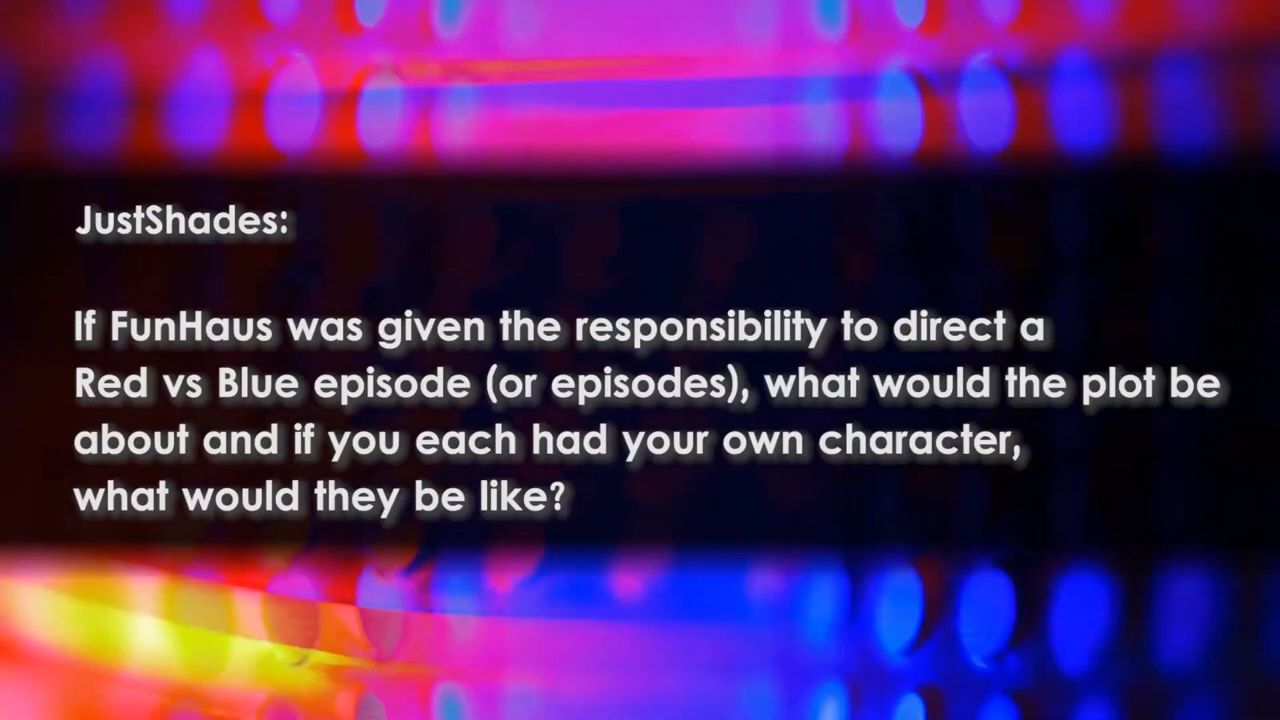 JustShades:
If FunHaus was given the responsibility to direct a
Red vs Blue episode (or episodes), what would the plot be
about and if you each had your own character,
what would they be like?